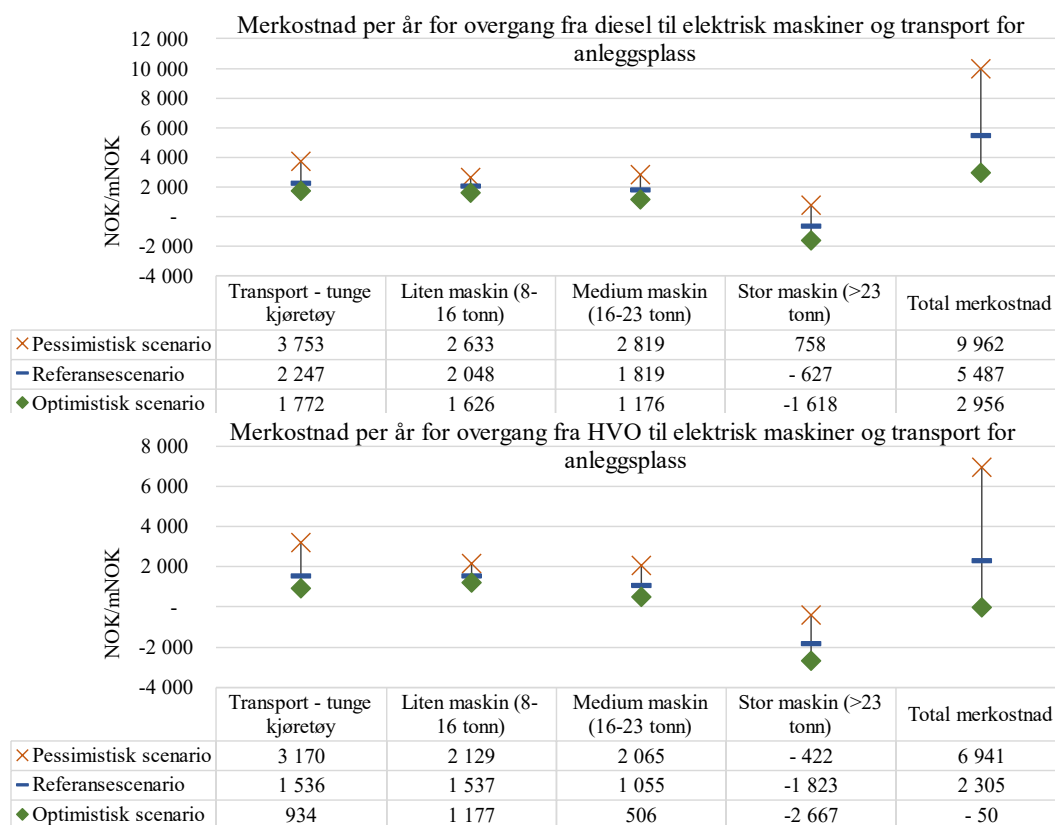 Merkostnad per år for overgang fra diesel til elektrisk maskiner og transport for
anleggsplass
12 000
10 000
8 000
6 000
4 000
2 000
-
-2 000
-4 000
NOK/mNOK
Transport - tunge
kjøretøy
Liten maskin (8-
16 tonn)
Medium maskin
(16-23 tonn)
Stor maskin (>23
tonn)
Total merkostnad
Pessimistisk scenario 3 753 2 633 2 819 758 9 962
Referansescenario 2 247 2 048 1 819 - 627 5 487
Optimistisk scenario 1 772 1 626 1 176 -1 618 2 956
Merkostnad per år for overgang fra HVO til elektrisk maskiner og transport for
anleggsplass
8 000
6 000
4 000
2 000
-
-2 000
-4 000
NOK/mNOK
Transport - tunge
kjøretøy
Liten maskin (8-
16 tonn)
Medium maskin
(16-23 tonn)
Stor maskin (>23
tonn)
Total merkostnad
Pessimistisk scenario 3 170 2 129 2 065 - 422 6 941
Referansescenario 1 536 1 537 1 055 -1 823 2 305
Optimistisk scenario 934 1 177 506 -2 667 - 50